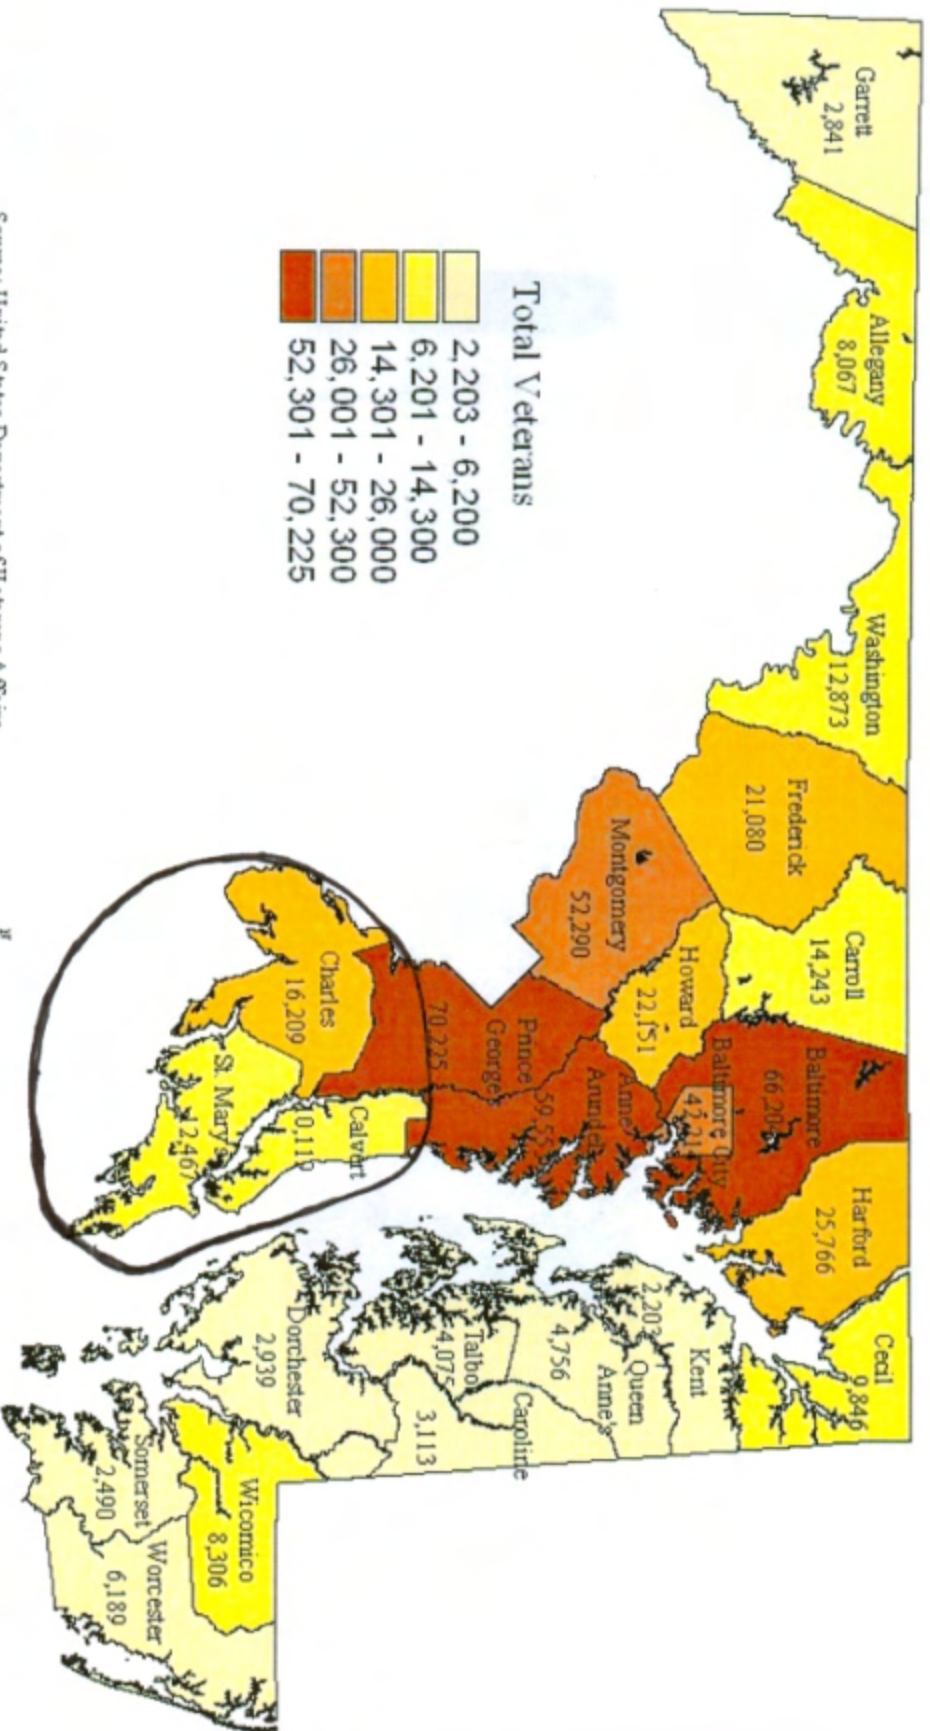 Garrett
2,841
Allegany
8,067
Washington
12,873
Frederick
21,080
Carroll
14,243
Baltimore
Harford
25,766
Cecil
9,846
Montgomery
52,290
Howard
22,151
Baltimore City
Anne
Arundel
Prince
George's
70,225
Kent
2,203
Queen
Anne's
4,756
Talbot
4,075
Caroline
3,113
Dorchester
2,939
Charles
16,209
Calvert
St. Mary's
12,467
Wicomico
8,306
Somerset
2,490
Worcester
6,189
Total Veterans
2,203 - 6,200
6,201 - 14,300
14,301 - 26,000
26,001 - 52,300
52,301 - 70,225